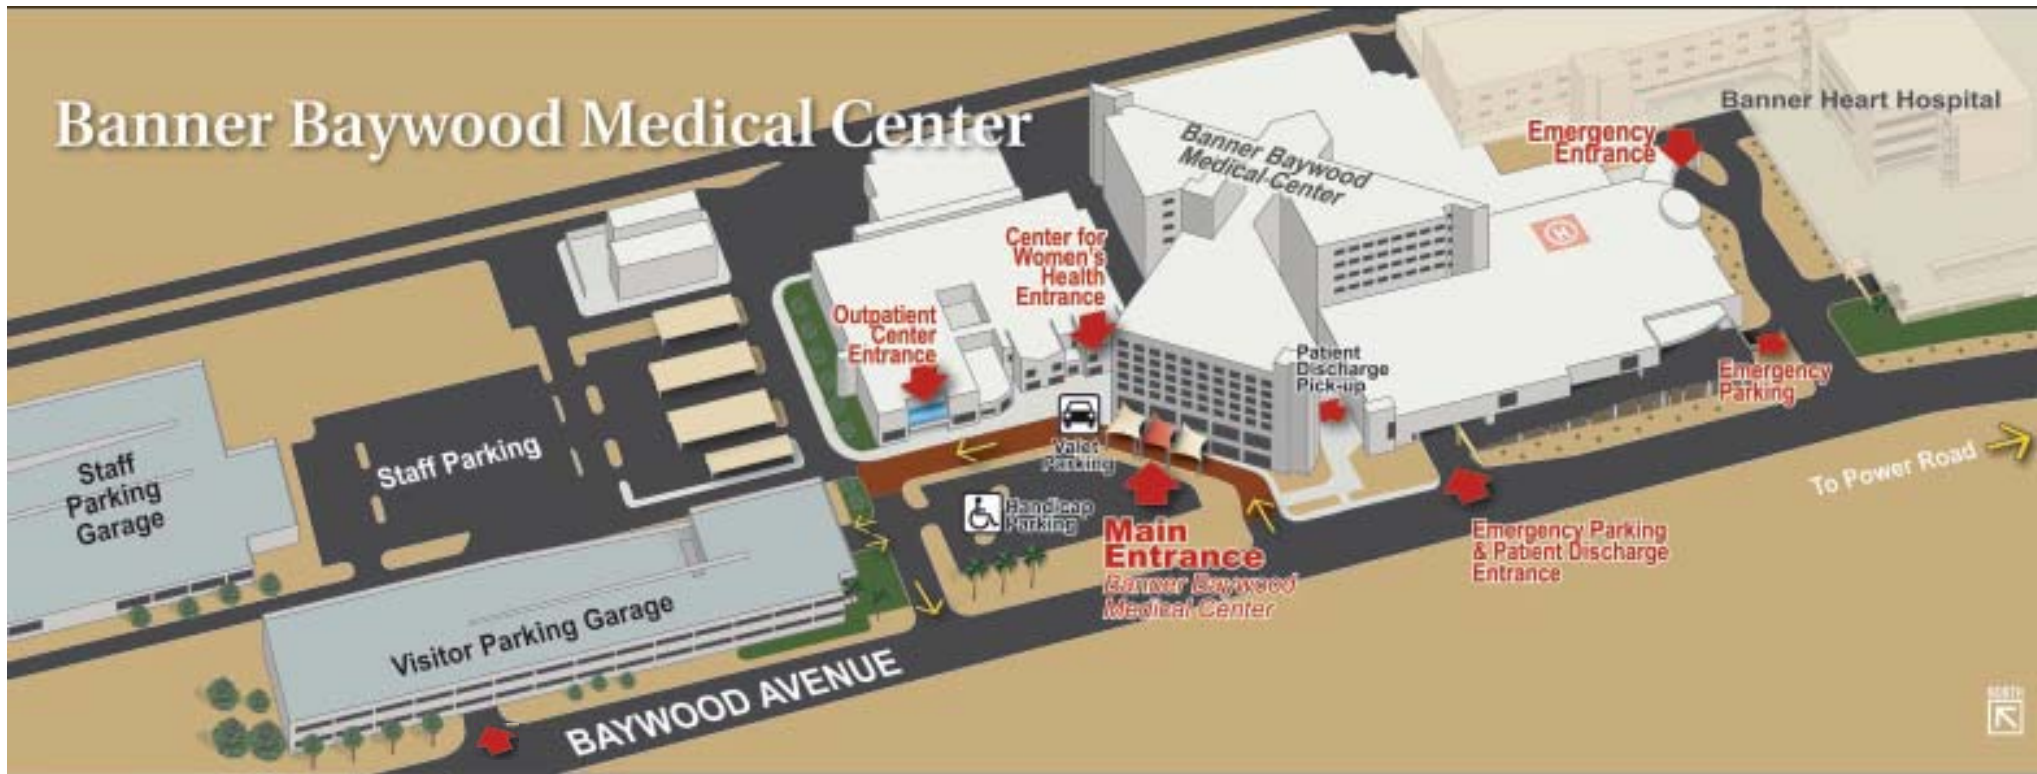 Banner Baywood Medical Center
Banner Heart Hospital
Emergency
Entrance
Banner Baywood
Medical Center
Center for
Women's
Health
Entrance
Outpatient
Center
Entrance
H
Patient
Discharge
Pick-up
Emergency
Parking
Staff
Parking
Garage
Staff Parking
Valet
Parking
Handicap
Parking
Main
Entrance
Banner Baywood
Medical Center
Emergency Parking
& Patient Discharge
Entrance
To Power Road
Visitor Parking Garage
BAYWOOD AVENUE
NORTH